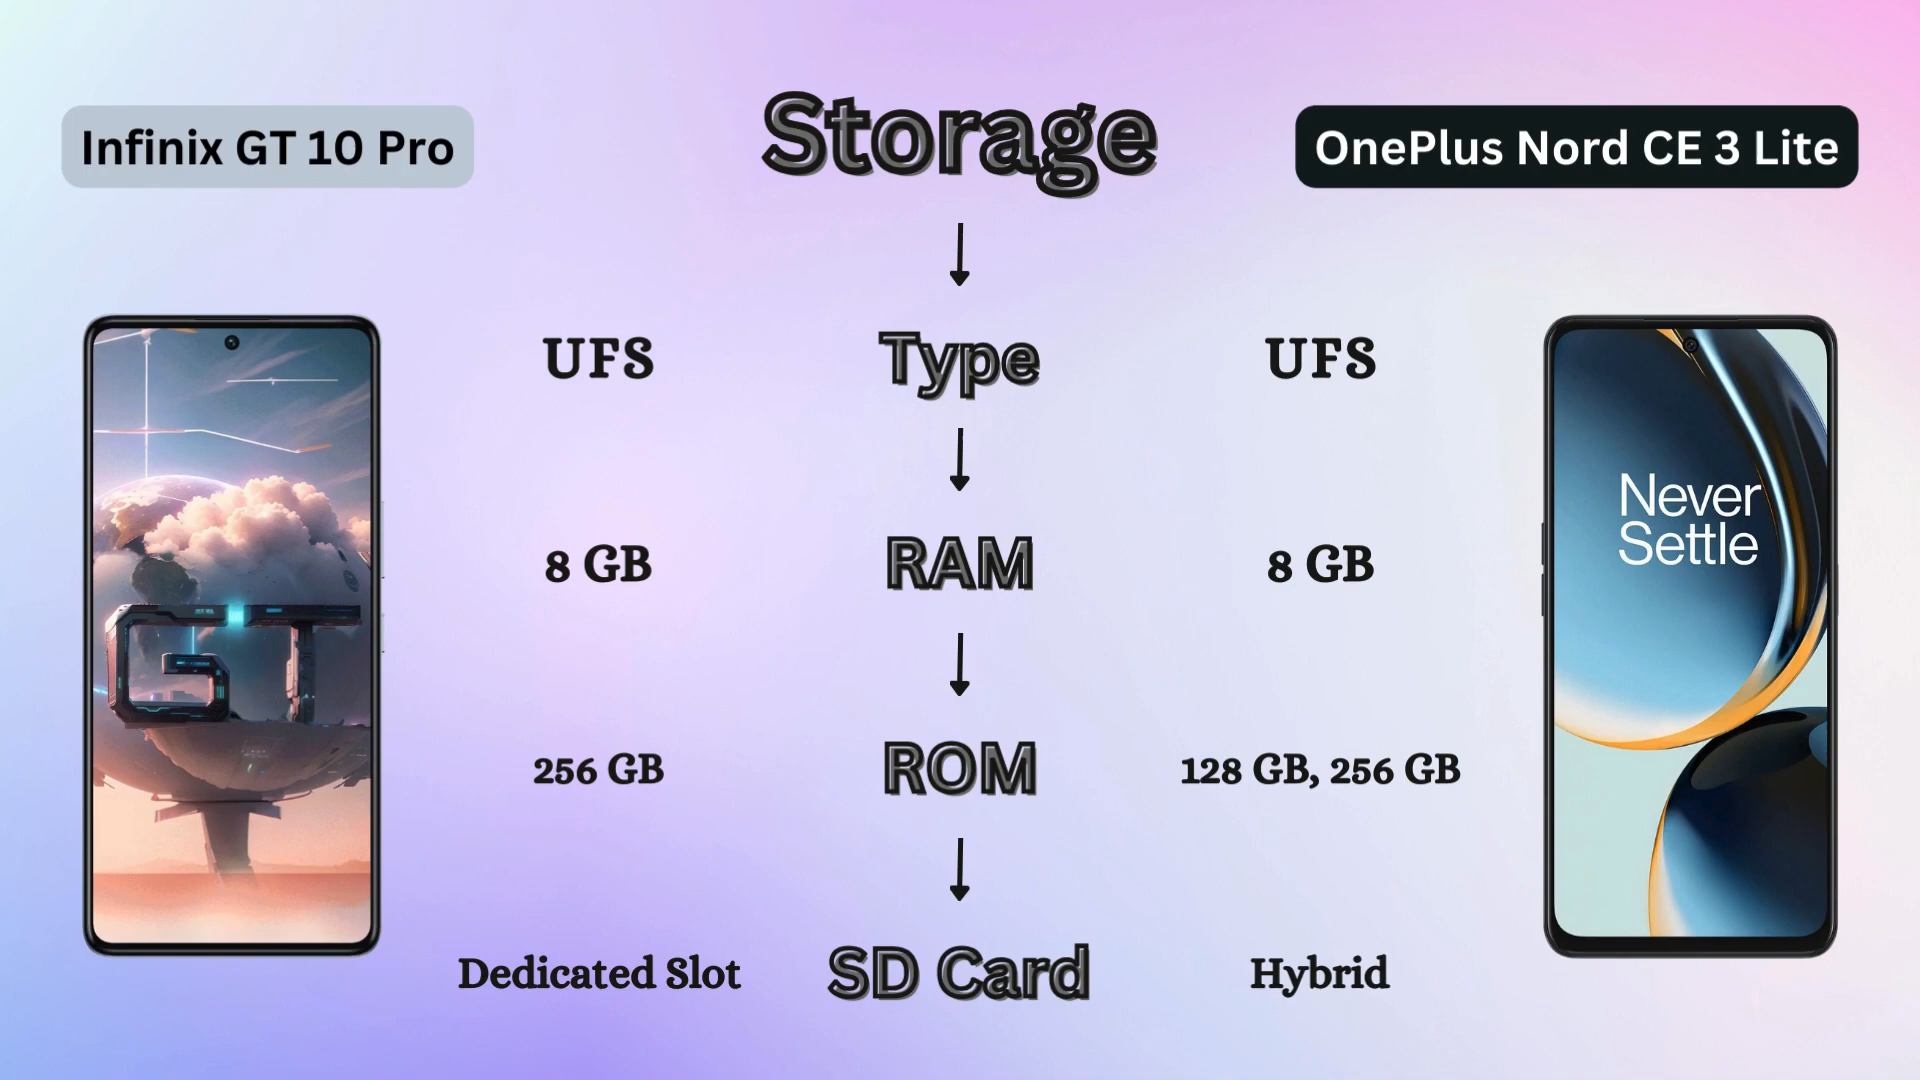 Infinix GT 10 Pro
Storage
OnePlus Nord CE 3 Lite
UFS
Type
UFS
8 GB
RAM
8 GB
256 GB
ROM
128 GB, 256 GB
Dedicated Slot
SD Card
Hybrid
GT
Never
Settle